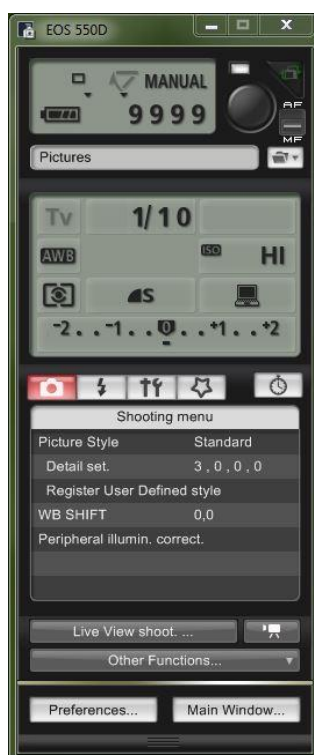 EOS 550D
MANUAL
9999
AF
MF
Pictures
Tv 1/10
AWB ISO HI
S
-2..-1..0..+1..+2
Shooting menu
Picture Style Standard
Detail set. 3,0,0,0
Register User Defined style
WB SHIFT 0,0
Peripheral illumin. correct.
Live View shoot. ...
Other Functions...
Preferences... Main Window...